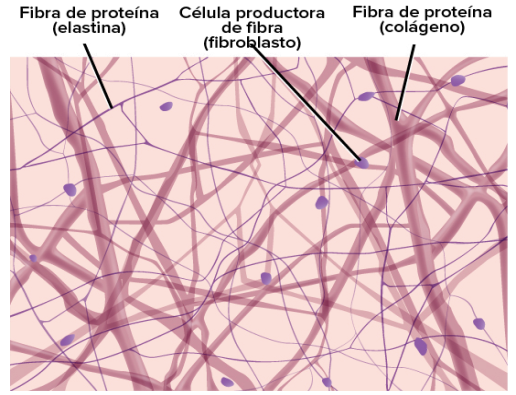 Fibra de proteína
(elastina)
Célula productora
de fibra
(fibroblasto)
Fibra de proteína
(colágeno)